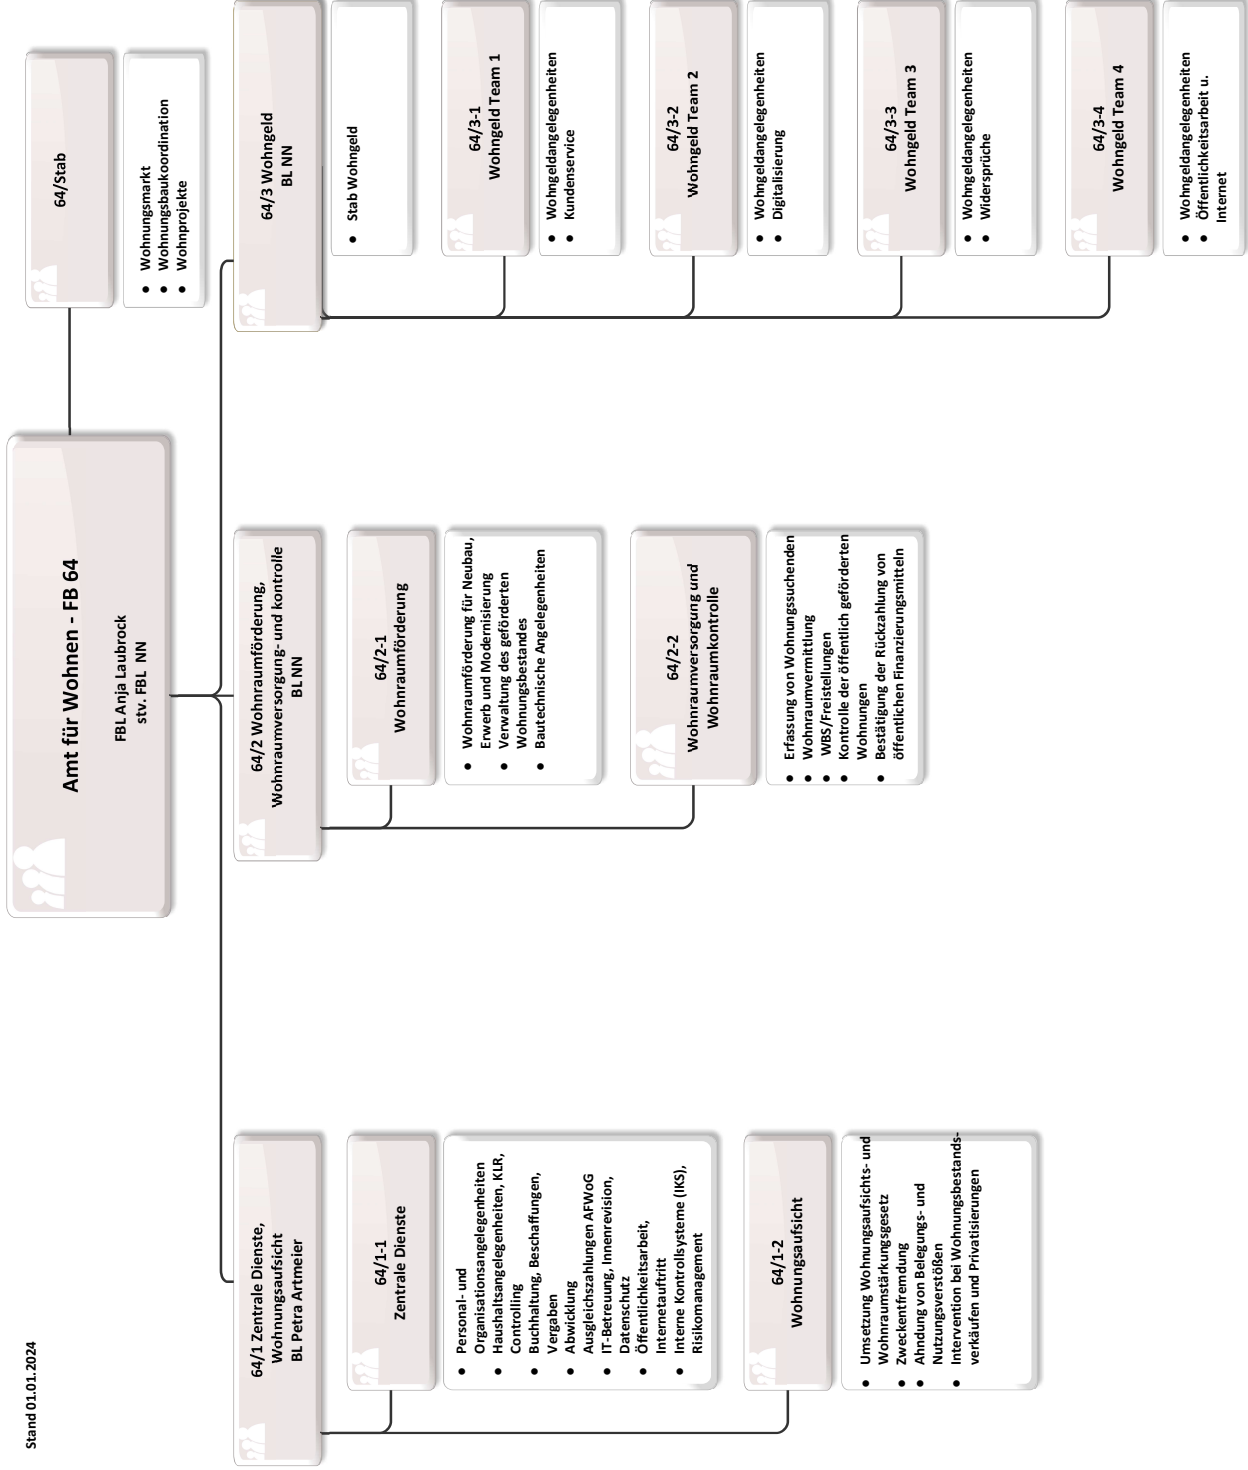 Stand 01.01.2024
Amt für Wohnen - FB 64
FBL Anja Laubrock
stv. FBL NN
64/Stab
• Wohnungsmarkt
• Wohnungsbaukoordination
• Wohnprojekte
64/1 Zentrale Dienste,
Wohnungsaufsicht
BL Petra Artmeier
64/1-1
Zentrale Dienste
• Personal- und
Organisationsangelegenheiten
• Haushaltsangelegenheiten, KLR,
Controlling
• Buchhaltung, Beschaffungen,
Vergaben
• Abwicklung
Ausgleichszahlungen AFWoG
• IT-Betreuung, Innenrevision,
Datenschutz
• Öffentlichkeitsarbeit,
Internetauftritt
• Interne Kontrollsysteme (IKS),
Risikomanagement
64/1-2
Wohnungsaufsicht
• Umsetzung Wohnungsaufsichts- und
Wohnraumstärkungsgesetz
• Zweckentfremdung
• Ahndung von Belegungs- und
Nutzungsverstößen
• Intervention bei Wohnungsbestands-
verkäufen und Privatisierungen
64/2 Wohnraumförderung,
Wohnraumversorgung- und kontrolle
BL NN
64/2-1
Wohnraumförderung
• Wohnraumförderung für Neubau,
Erwerb und Modernisierung
• Verwaltung des geförderten
Wohnungsbestandes
• Bautechnische Angelegenheiten
64/2-2
Wohnraumversorgung und
Wohnraumkontrolle
• Erfassung von Wohnungssuchenden
• Wohnraumvermittlung
• WBS/Freistellungen
• Kontrolle der öffentlich geförderten
Wohnungen
• Bestätigung der Rückzahlung von
öffentlichen Finanzierungsmitteln
64/3 Wohngeld
BL NN
• Stab Wohngeld
64/3-1
Wohngeld Team 1
• Wohngeldangelegenheiten
• Kundenservice
64/3-2
Wohngeld Team 2
• Wohngeldangelegenheiten
• Digitalisierung
64/3-3
Wohngeld Team 3
• Wohngeldangelegenheiten
• Widersprüche
64/3-4
Wohngeld Team 4
• Wohngeldangelegenheiten
• Öffentlichkeitsarbeit u.
Internet